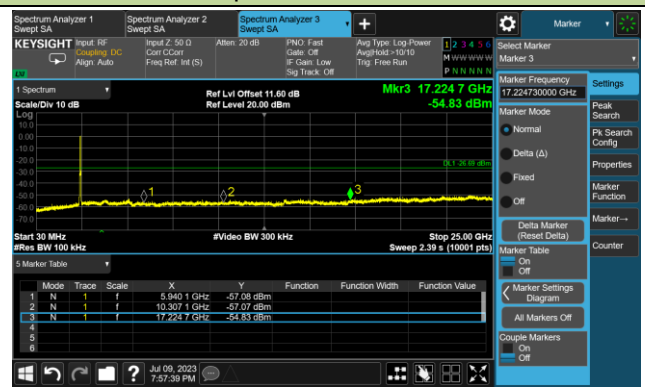 Spectrum Analyzer 1
Swept SA
Spectrum Analyzer 2
Swept SA
Spectrum Analyzer 3
Swept SA
Marker
KEYSIGHT
Input: RF
Coupling: DC
Align: Auto
Input Z: 50 Ω
Corr CCorr
Freq Ref: Int (S)
Atten: 20 dB
PNO: Fast
Gate: Off
IF Gain: Low
Sig Track: Off
Avg Type: Log-Power
Avg|Hold:>10/10
Trig: Free Run
1 2 3 4 5 6
M W W W W W
P N N N N N
LU
Select Marker
Marker 3
1 Spectrum
Scale/Div 10 dB
Ref Lvl Offset 11.60 dB
Ref Level 20.00 dBm
Mkr3 17.224 7 GHz
-54.83 dBm
Log
10.0
0.00
-10.0
-20.0
-30.0
-40.0
-50.0
-60.0
-70.0
DL1 -26.69 dBm
1
2
3
Start 30 MHz
#Res BW 100 kHz
#Video BW 300 kHz
Stop 25.00 GHz
Sweep 2.39 s (10001 pts)
5 Marker Table
Mode Trace Scale X Y Function Function Width Function Value
1 N 1 f 5.940 1 GHz -57.08 dBm
2 N 1 f 10.307 1 GHz -57.07 dBm
3 N 1 f 17.224 7 GHz -54.83 dBm
4
5
6
Marker Frequency
17.224730000 GHz
Marker Mode
Normal
Delta (Δ)
Fixed
Off
Delta Marker
(Reset Delta)
Marker Table
On
Off
Marker Settings
Diagram
All Markers Off
Couple Markers
On
Off
Settings
Peak
Search
Pk Search
Config
Properties
Marker
Function
Marker→
Counter
?
Jul 09, 2023
7:57:39 PM